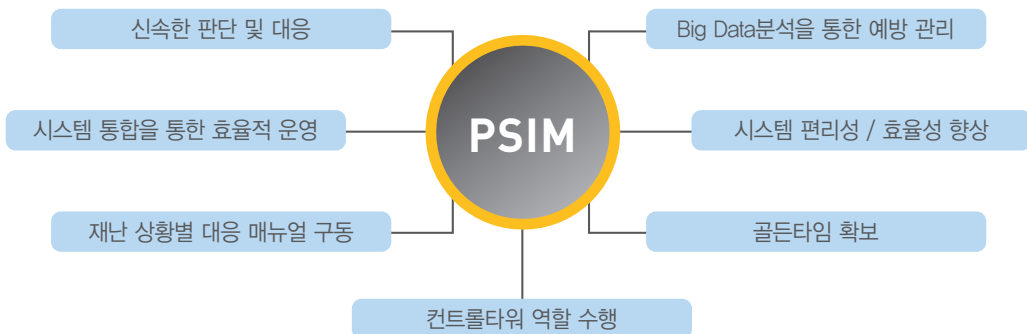 신속한 판단 및 대응
Big Data분석을 통한 예방 관리
시스템 통합을 통한 효율적 운영
PSIM
시스템 편리성 / 효율성 향상
재난 상황별 대응 매뉴얼 구동
골든타임 확보
컨트롤타워 역할 수행